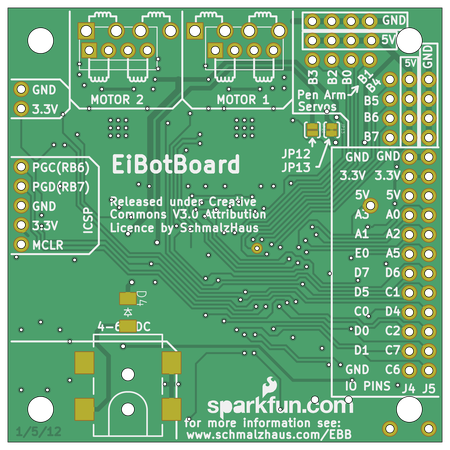 GND
5V
GND
5V
B3 B2 B0 B1 B4
Pen Arm
Servos
B5
B6
B7
MOTOR 2
MOTOR 1
GND
3.3V
JP12
JP13
EiBotBoard
PGC(RB6)
PGD(RB7)
GND
3.3V
MCLR
ICSP
Released under Creative
Commons V3.0 Attribution
Licence by SchmalzHaus
GND GND
3.3V 3.3V
5V 5V
A3 A0
A1 A2
E0 A5
D7 D6
D5 C1
C0 D4
D0 C2
D1 C7
GND C6
IO PINS J4 J5
D4
sparkfun.com
for more information see:
www.schmalzhaus.com/EBB
1/5/12